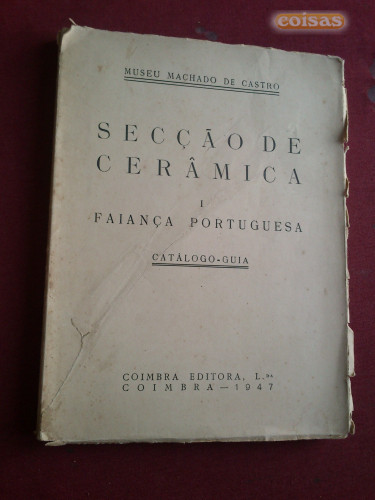 coisas
MUSEU MACHADO DE CASTRO
SECÇÃO DE
CERÂMICA
I
FAIANÇA PORTUGUESA
CATÁLOGO-GUIA
COIMBRA EDITORA, L.DA
COIMBRA — 1947